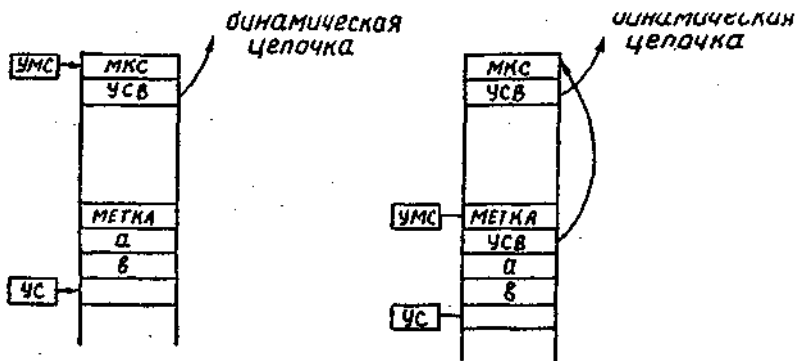 динамическая
цепочка
УМС
МКС
УСВ
МЕТКА
а
в
УС
динамическая
цепочка
МКС
УСВ
УМС
МЕТКА
УСВ
а
в
УС